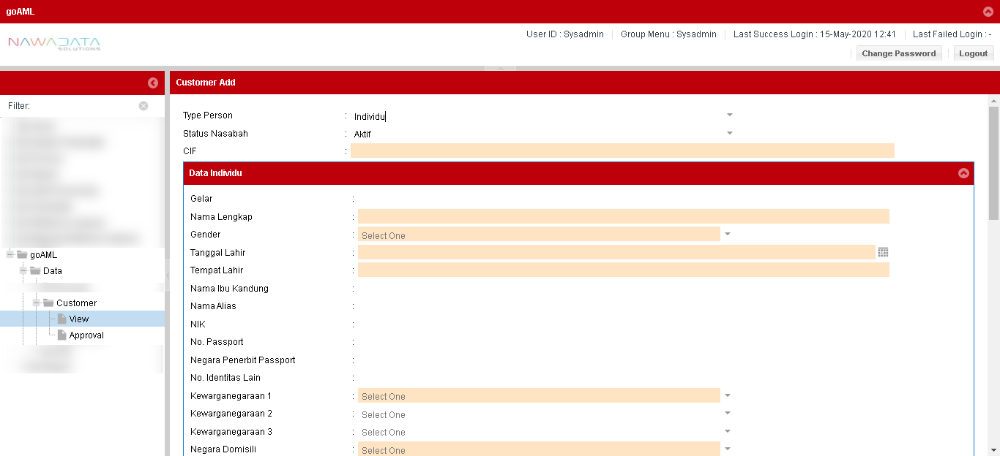 goAML
NAWADATA
SOLUTIONS
User ID : Sysadmin
Group Menu : Sysadmin
Last Success Login : 15-May-2020 12:41
Last Failed Login : -
Change Password
Logout
Filter:
goAML
Data
Customer
View
Approval
Customer Add
Type Person : Individu
Status Nasabah : Aktif
CIF :
Data Individu
Gelar :
Nama Lengkap :
Gender : Select One
Tanggal Lahir :
Tempat Lahir :
Nama Ibu Kandung :
Nama Alias :
NIK :
No. Passport :
Negara Penerbit Passport :
No. Identitas Lain :
Kewarganegaraan 1 : Select One
Kewarganegaraan 2 : Select One
Kewarganegaraan 3 : Select One
Negara Domisili : Select One